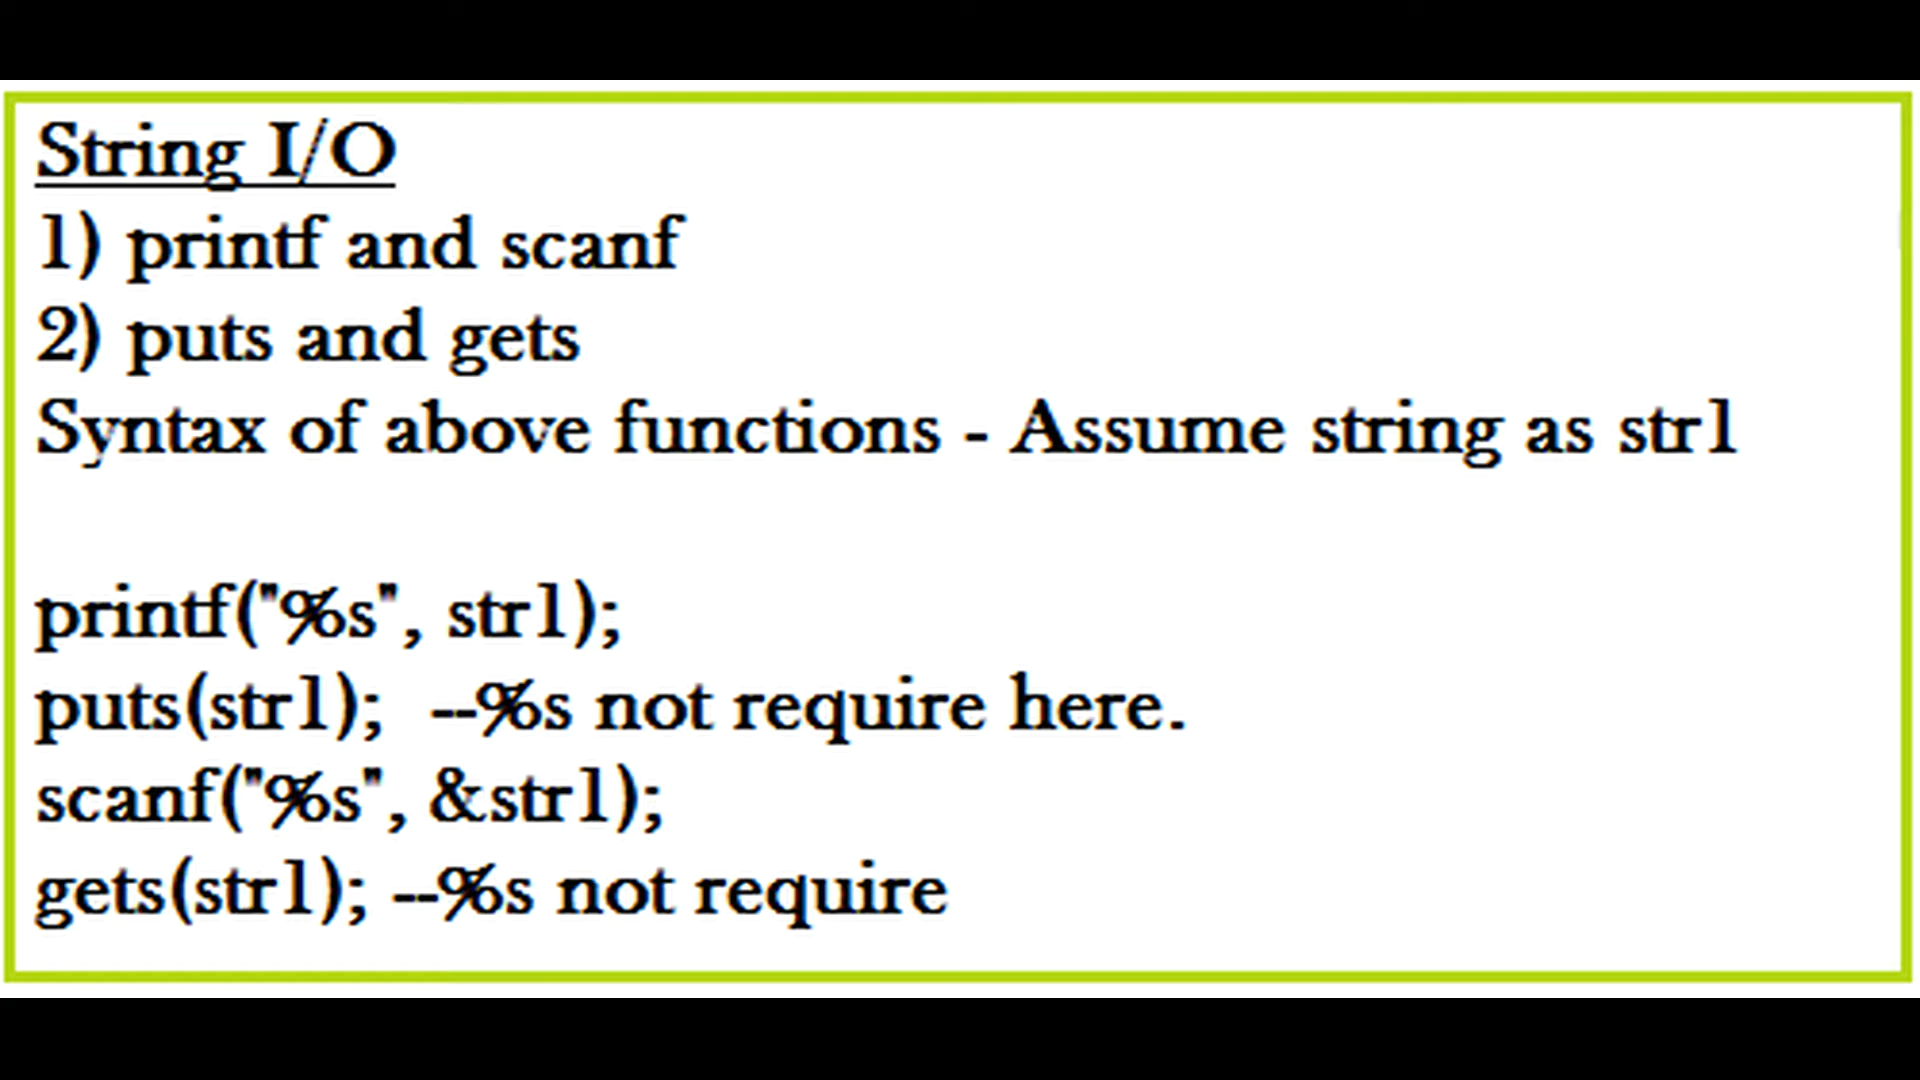 String I/O
1) printf and scanf
2) puts and gets
Syntax of above functions - Assume string as str1
printf("%s", str1);
puts(str1);  --%s not require here.
scanf("%s", &str1);
gets(str1); --%s not require